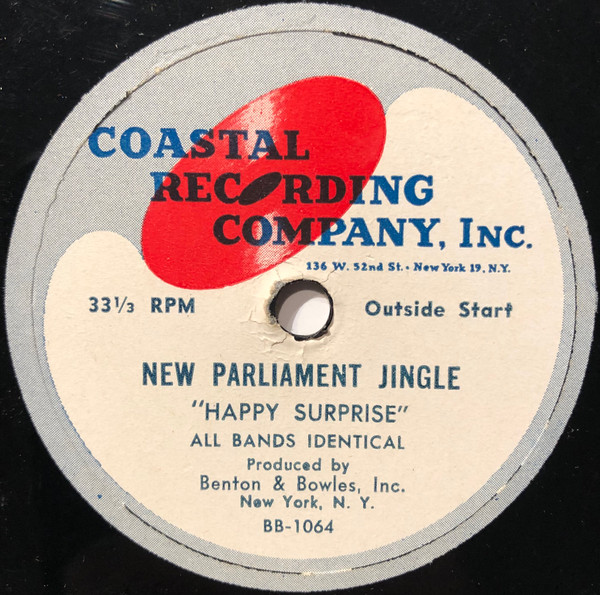 COASTAL
RECORDING
COMPANY, INC.
136 W. 52nd St. • New York 19, N.Y.
33⅓ RPM
Outside Start
NEW PARLIAMENT JINGLE
"HAPPY SURPRISE"
ALL BANDS IDENTICAL
Produced by
Benton & Bowles, Inc.
New York, N. Y.
BB-1064